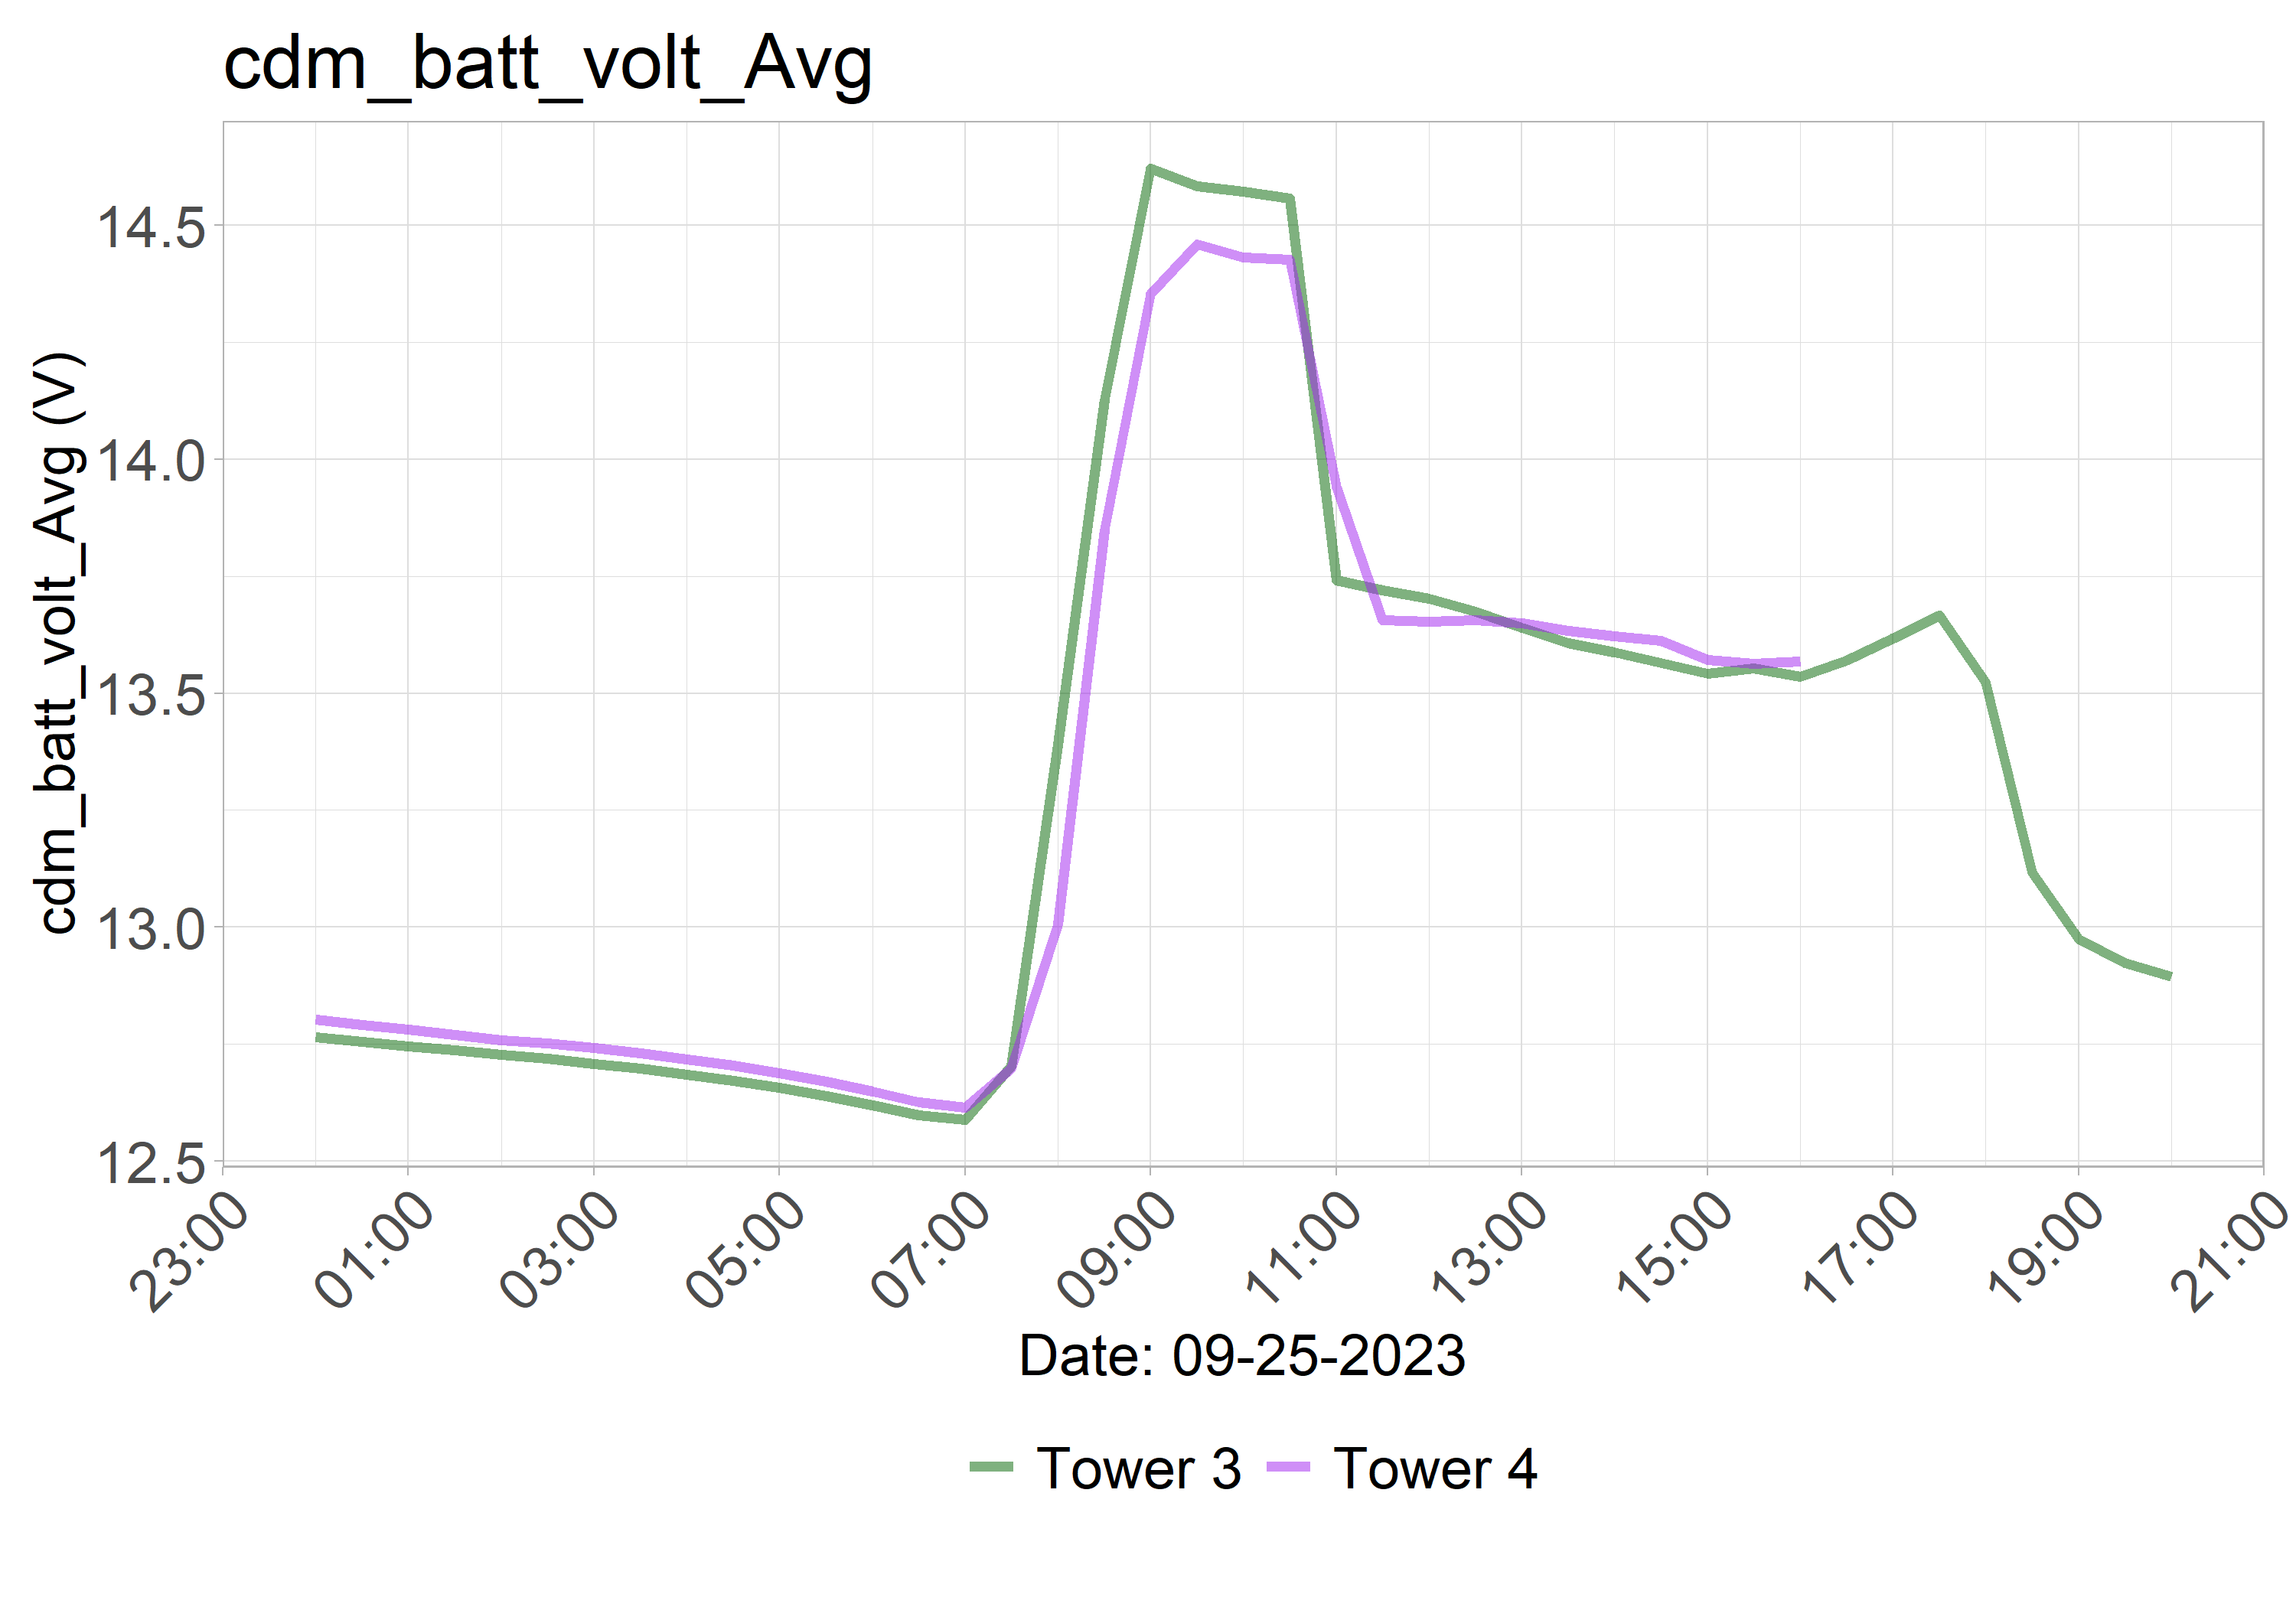 cdm_batt_volt_Avg
cdm_batt_volt_Avg (V)
14.5
14.0
13.5
13.0
12.5
23:00 01:00 03:00 05:00 07:00 09:00 11:00 13:00 15:00 17:00 19:00 21:00
Date: 09-25-2023
Tower 3 Tower 4